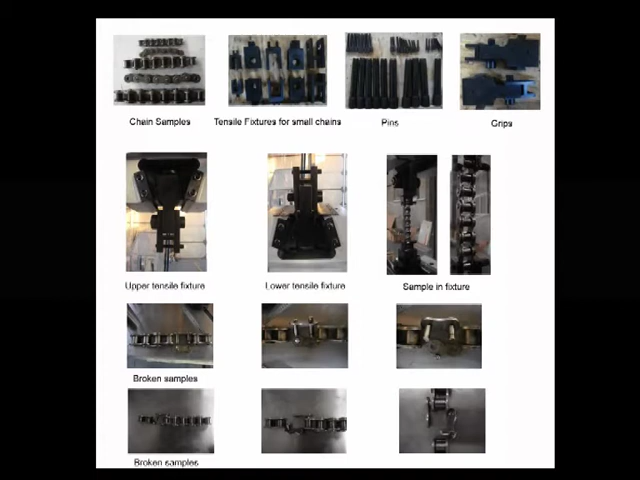 Chain Samples
Tensile Fixtures for small chains
Pins
Grips
Upper tensile fixture
Lower tensile fixture
Sample in fixture
Broken samples
Broken samples